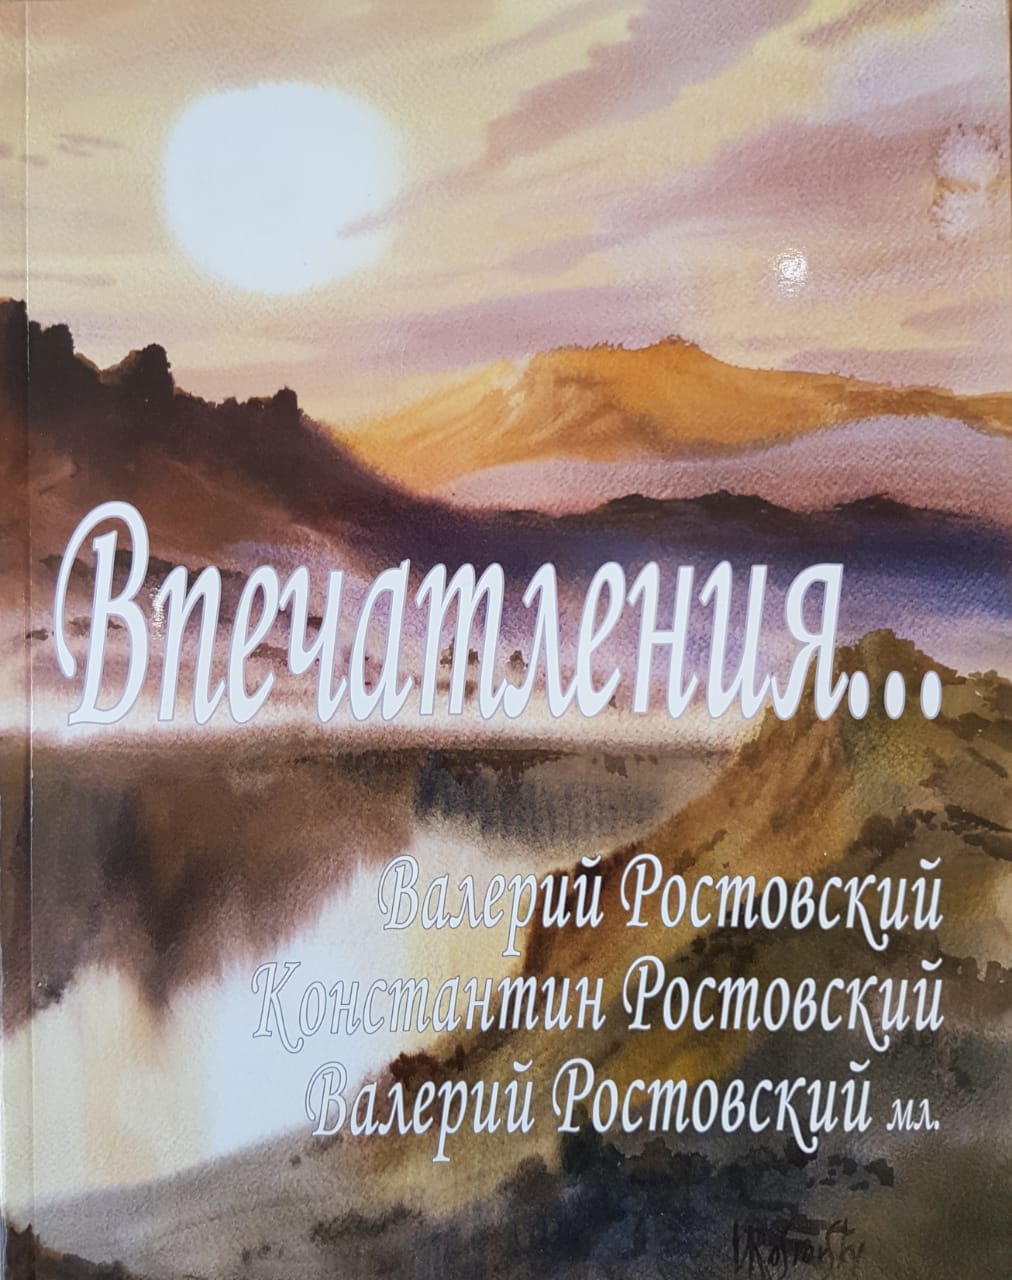 Впечатления...
Валерий Ростовский
Константин Ростовский
Валерий Ростовский мл.